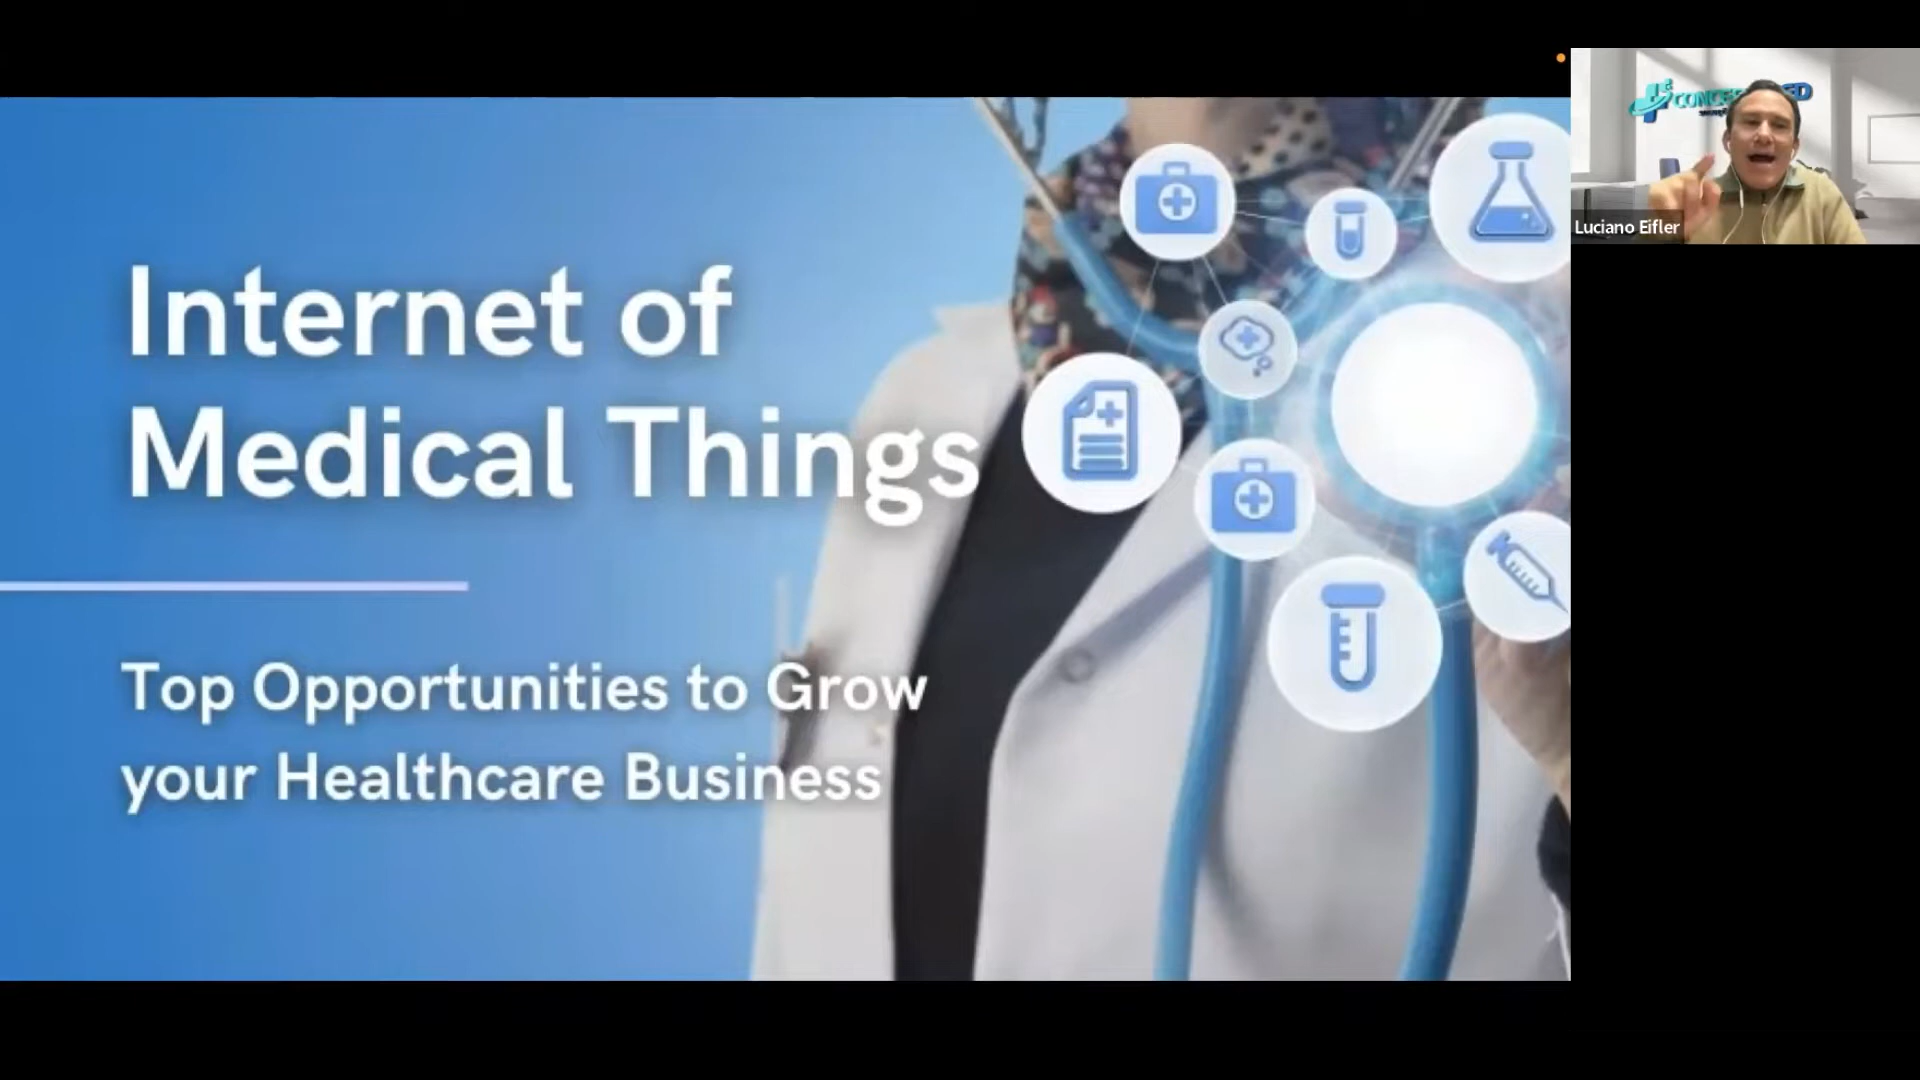 Internet of
Medical Things
Top Opportunities to Grow
your Healthcare Business
Luciano Eifler